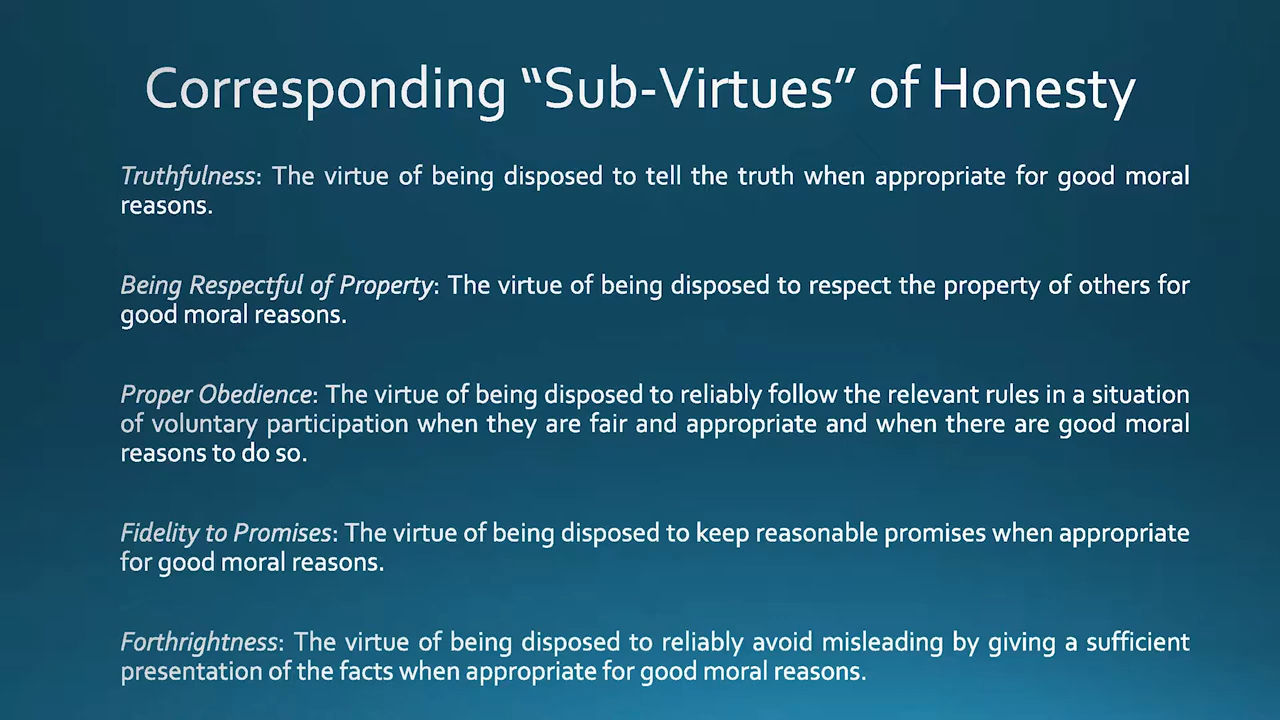 Corresponding “Sub-Virtues” of Honesty
Truthfulness: The virtue of being disposed to tell the truth when appropriate for good moral
reasons.
Being Respectful of Property: The virtue of being disposed to respect the property of others for
good moral reasons.
Proper Obedience: The virtue of being disposed to reliably follow the relevant rules in a situation
of voluntary participation when they are fair and appropriate and when there are good moral
reasons to do so.
Fidelity to Promises: The virtue of being disposed to keep reasonable promises when appropriate
for good moral reasons.
Forthrightness: The virtue of being disposed to reliably avoid misleading by giving a sufficient
presentation of the facts when appropriate for good moral reasons.